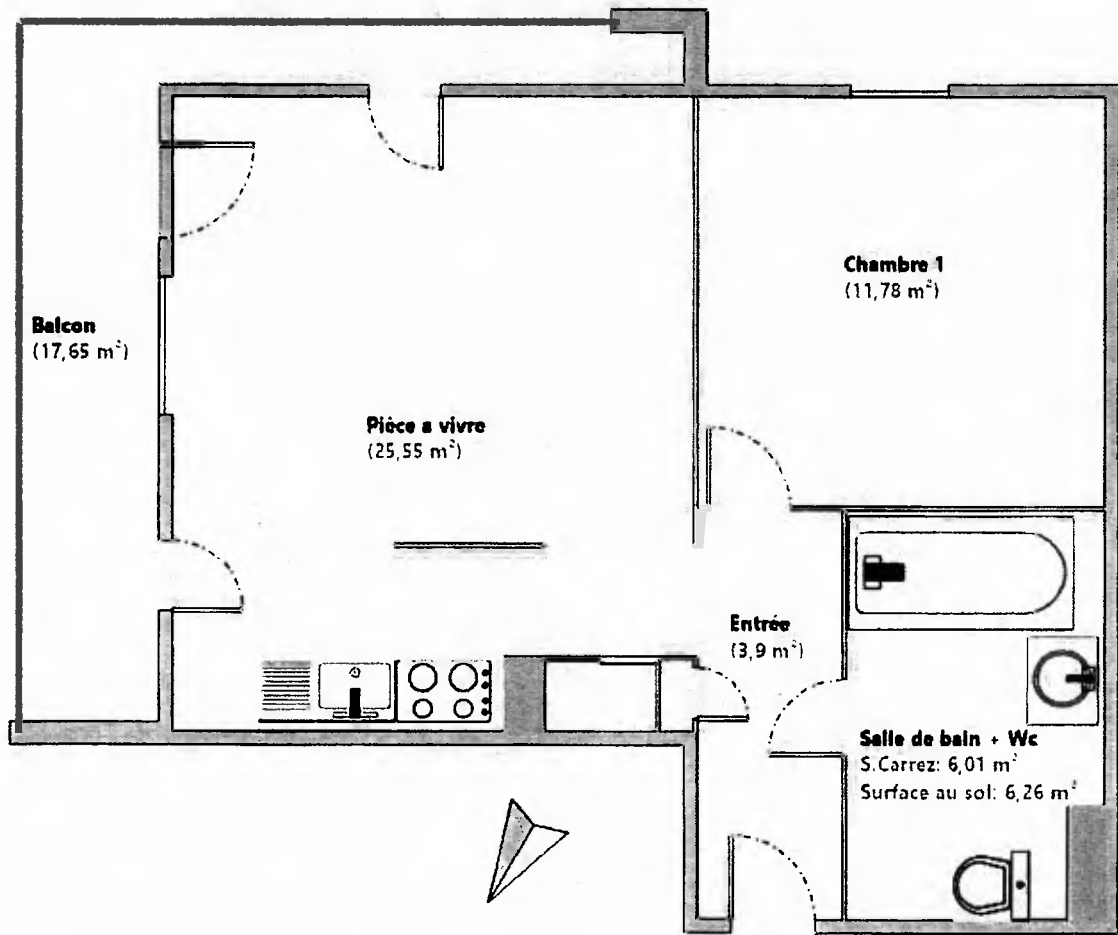 Chambre 1
(11,78 m²)
Balcon
(17,65 m²)
Pièce a vivre
(25,55 m²)
Entrée
(3,9 m²)
Salle de bain + Wc
S.Carrez: 6,01 m²
Surface au sol: 6,26 m²